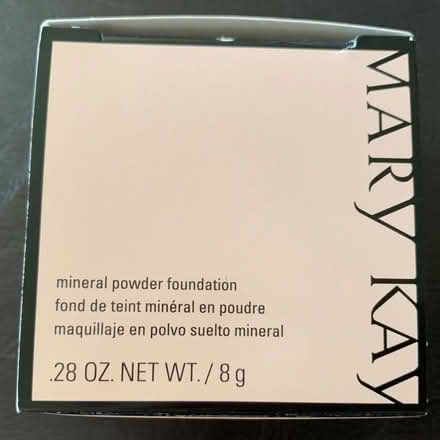 MARY KAY
mineral powder foundation
fond de teint minéral en poudre
maquillaje en polvo suelto mineral
.28 OZ. NET WT. / 8 g